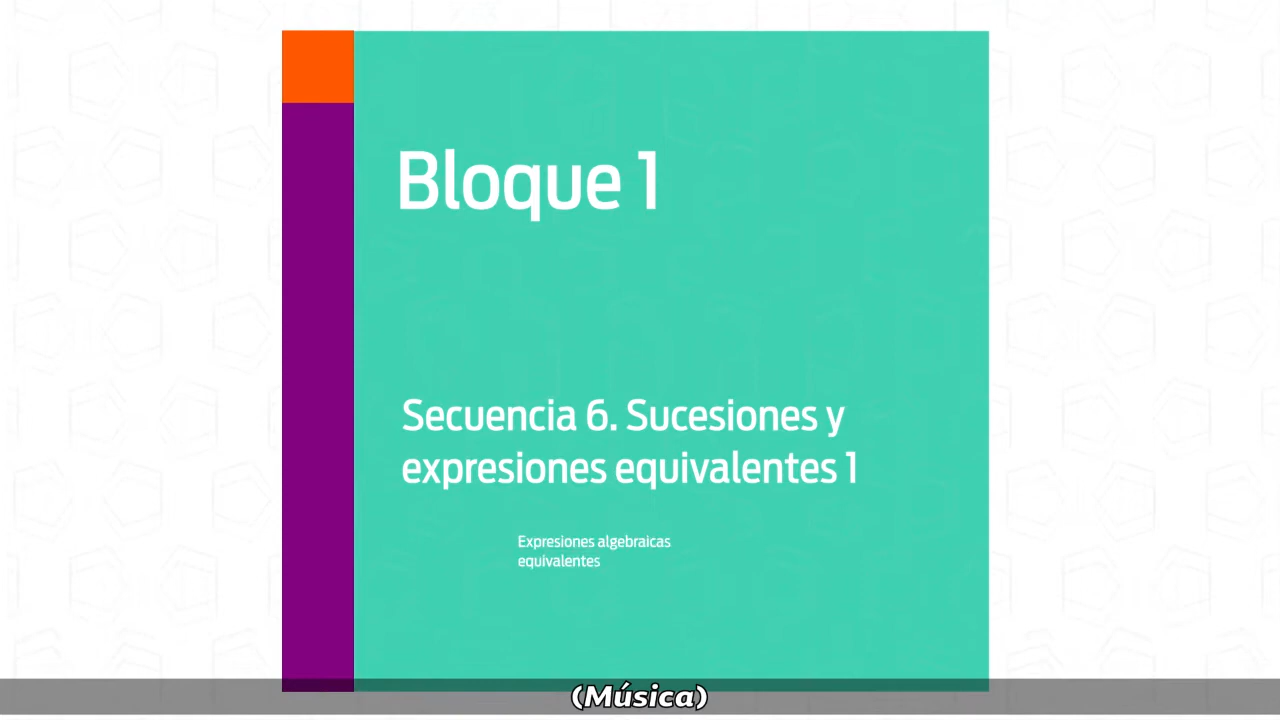 Bloque 1
Secuencia 6. Sucesiones y
expresiones equivalentes 1
Expresiones algebraicas
equivalentes
(Música)